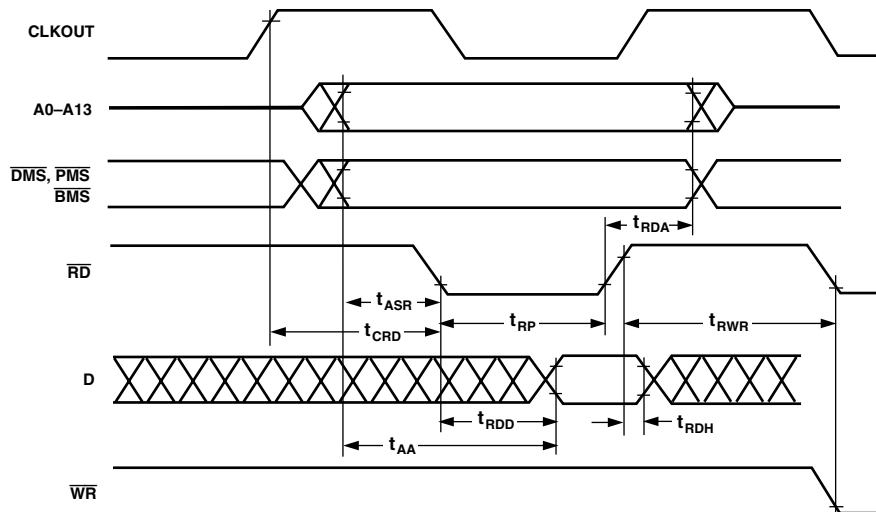 CLKOUT
A0–A13
DMS, PMS
BMS
tRDA
RD
tASR
tCRD
tRP
tRWR
D
tRDD
tRDH
tAA
WR